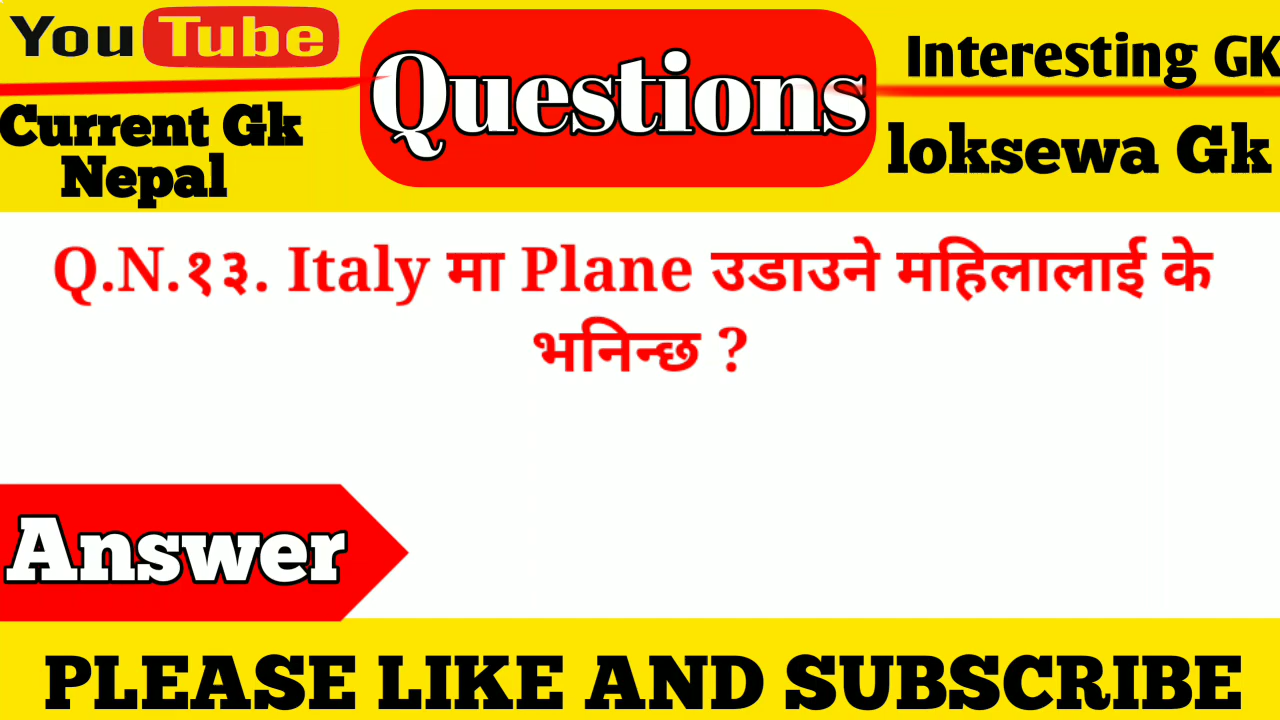 YouTube
Current Gk
Nepal
Questions
Interesting GK
loksewa Gk
Q.N.१३. Italy मा Plane उडाउने महिलालाई के
भनिन्छ ?
Answer
PLEASE LIKE AND SUBSCRIBE